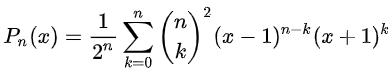 P_n(x) = \frac{1}{2^n} \sum_{k=0}^{n} \binom{n}{k}^2 (x-1)^{n-k}(x+1)^k